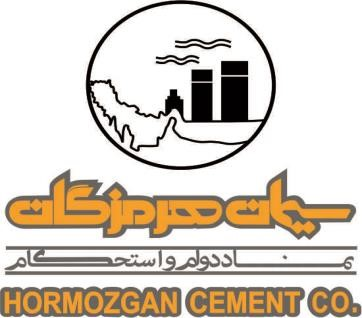 سیمان هرمزگان
نماد دوام و استحکام
HORMOZGAN CEMENT CO.